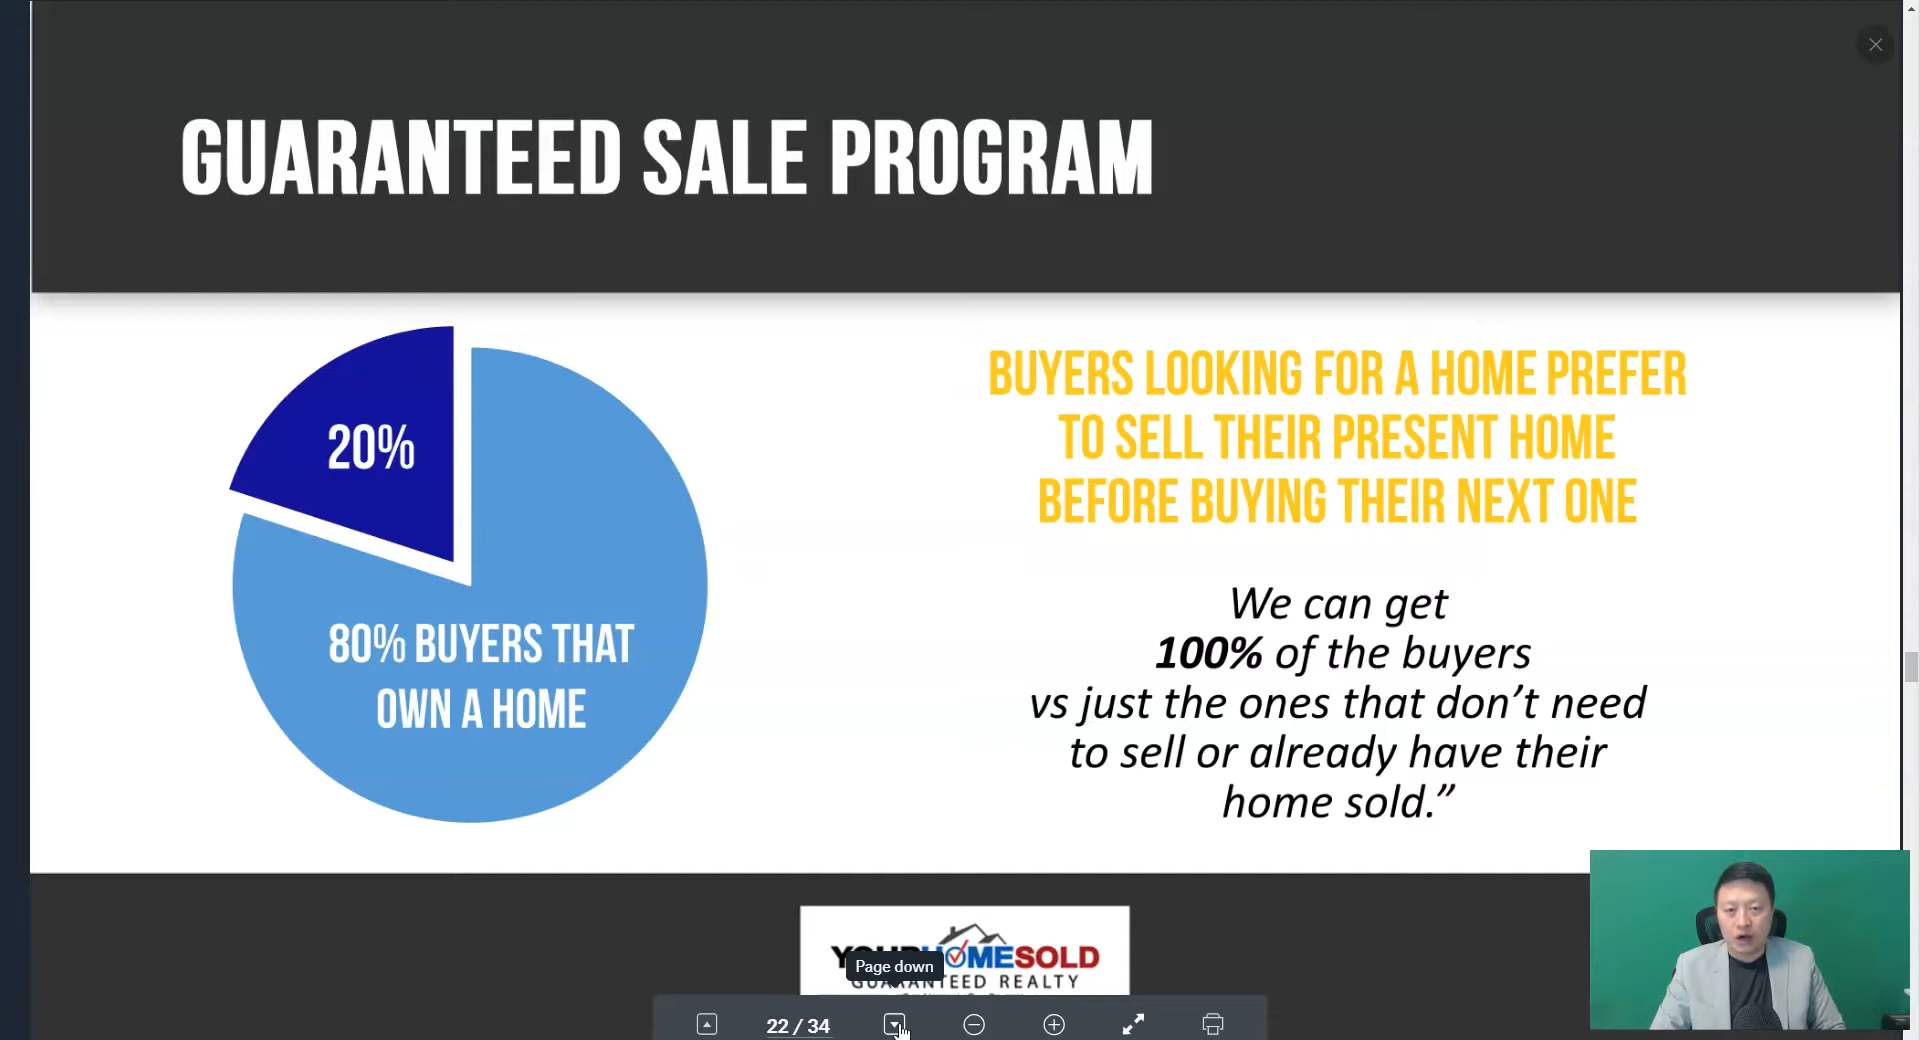 GUARANTEED SALE PROGRAM
20%
80% BUYERS THAT
OWN A HOME
BUYERS LOOKING FOR A HOME PREFER
TO SELL THEIR PRESENT HOME
BEFORE BUYING THEIR NEXT ONE
We can get
100% of the buyers
vs just the ones that don’t need
to sell or already have their
home sold.”
HOMESOLD
GUARANTEED REALTY
Page down
22 / 34